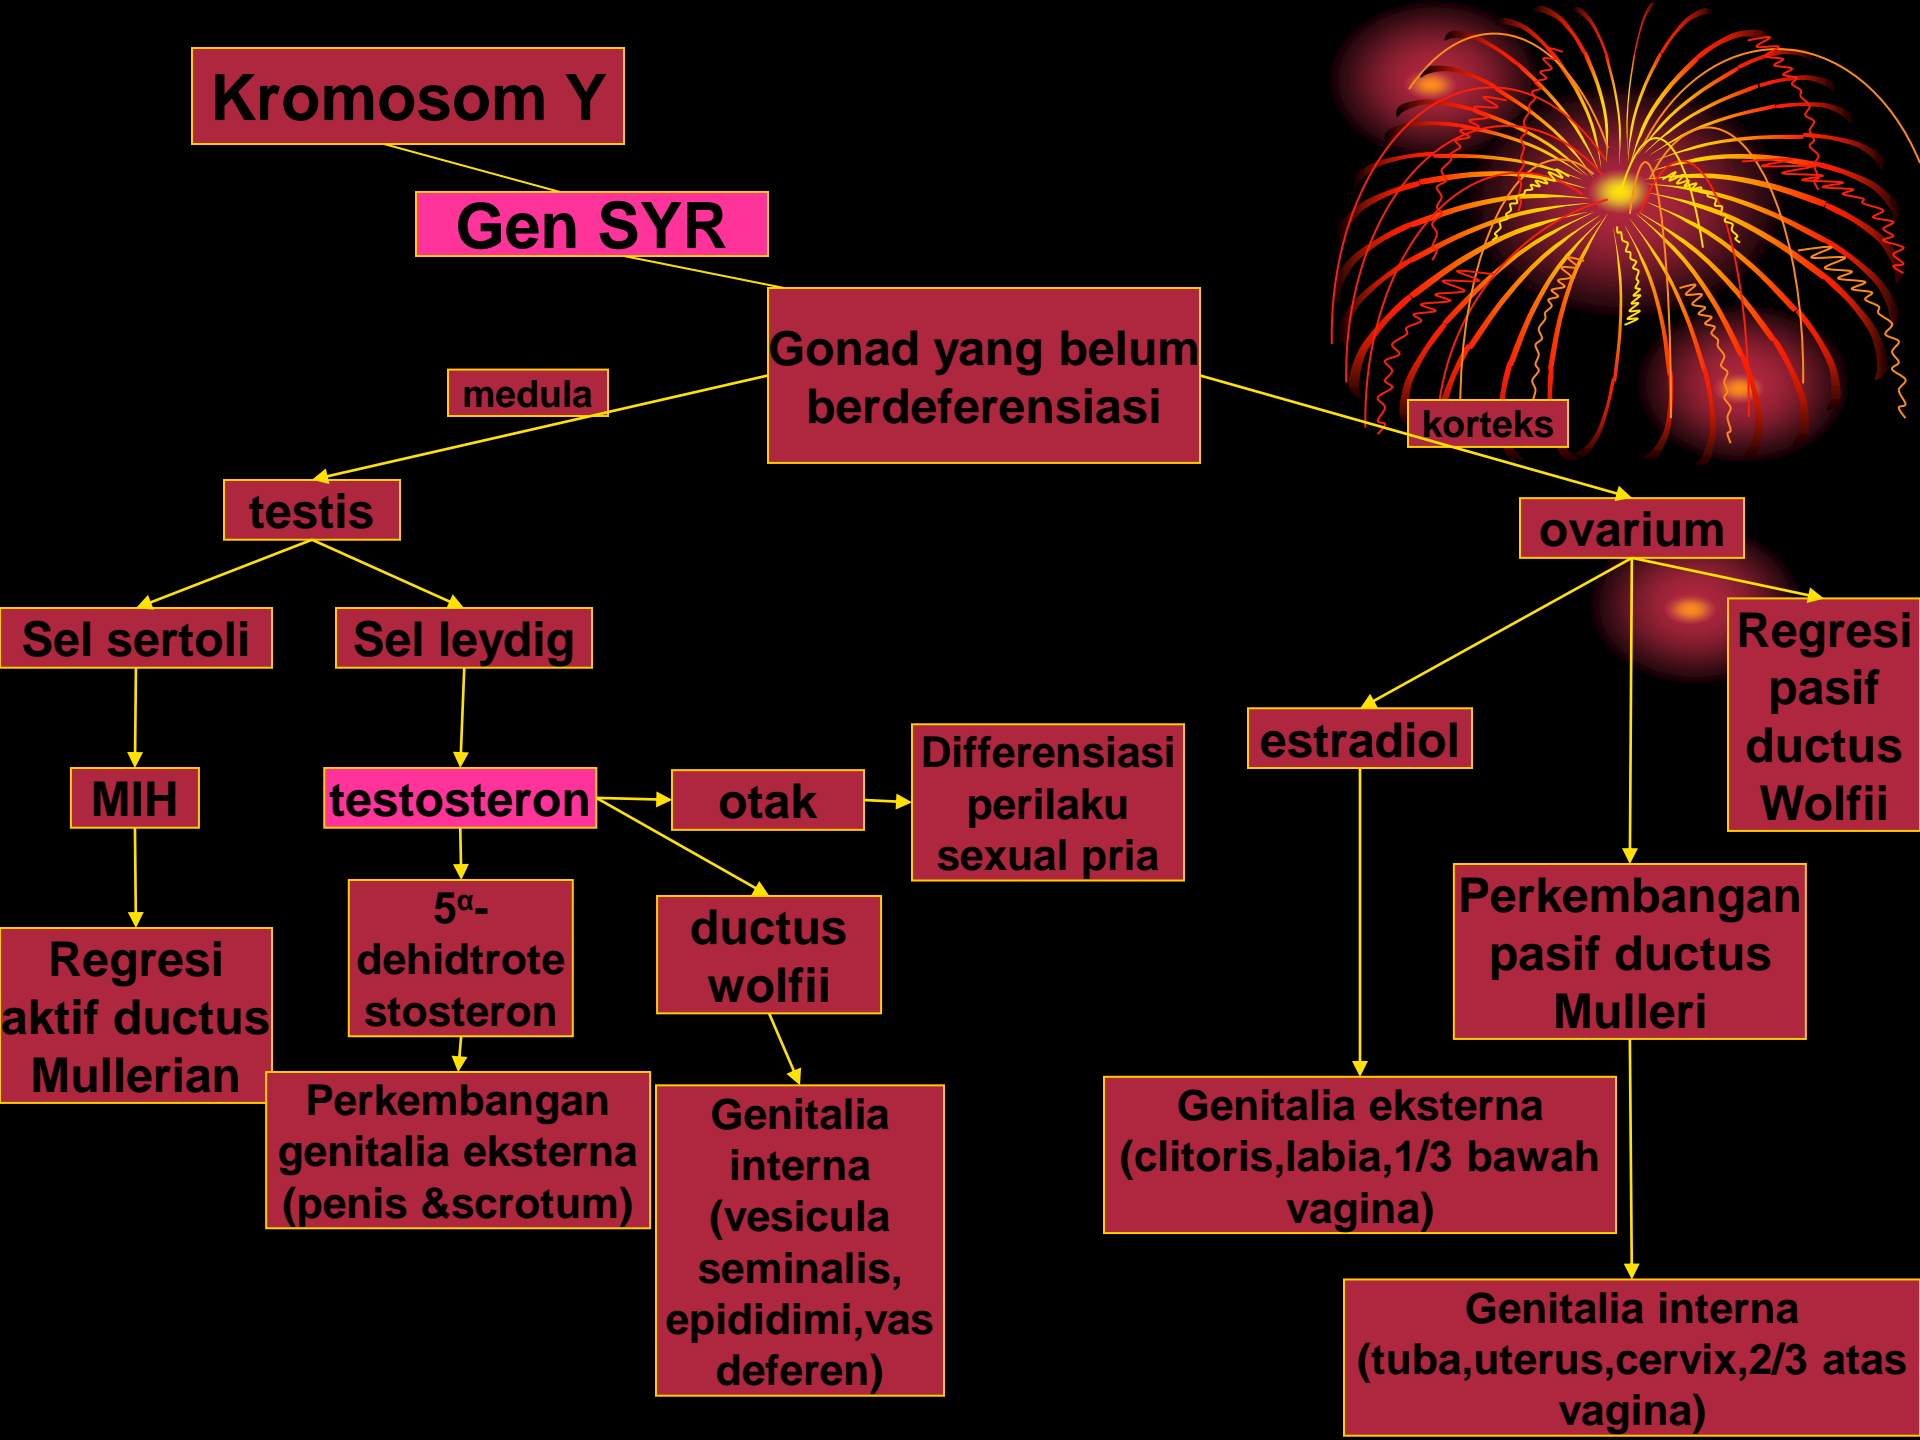 Kromosom Y
Gen SYR
Gonad yang belum
berdeferensiasi
medula
korteks
testis
ovarium
Sel sertoli
Sel leydig
Regresi
pasif
ductus
Wolfii
estradiol
MIH
testosteron
otak
Differensiasi
perilaku
sexual pria
5α-
dehidtrote
stosteron
ductus
wolfii
Perkembangan
pasif ductus
Mulleri
Regresi
aktif ductus
Mullerian
Perkembangan
genitalia eksterna
(penis &scrotum)
Genitalia
interna
(vesicula
seminalis,
epididimi,vas
deferen)
Genitalia eksterna
(clitoris,labia,1/3 bawah
vagina)
Genitalia interna
(tuba,uterus,cervix,2/3 atas
vagina)